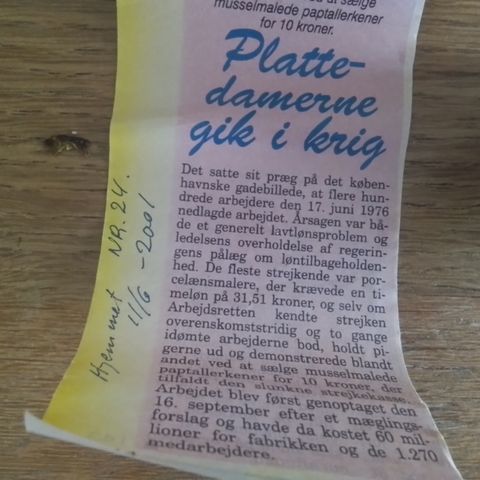 musselmalede paptallerkener
for 10 kroner.
Platte-
damerne
gik i krig
Det satte sit præg på det køben-
havnske gadebillede, at flere hun-
drede arbejdere den 17. juni 1976
nedlagde arbejdet. Årsagen var bå-
de et generelt lavtlønsproblem og
ledelsens overholdelse af regerin-
gens pålæg om løntilbageholden-
hed. De fleste strejkende var por-
celænsmalere, der krævede en ti-
meløn på 31,51 kroner, og selv om
Arbejdsretten kendte strejken
overenskomststridig og to gange
idømte arbejderne bod, holdt pi-
gerne ud og demonstrerede blandt
andet ved at sælge musselmalede
paptallerkener for 10 kroner, der
tilfaldt den slunkne strejkekasse.
Arbejdet blev først genoptaget den
16. september efter et mæglings-
forslag og havde da kostet 60 mil-
lioner for fabrikken og de 1.270
medarbejdere.
Hjemmet NR. 24.
11/6 - 2001